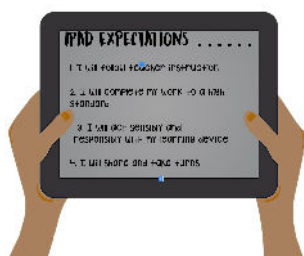 IPAD EXPECTATIONS ......
1. I will follow teacher instruction
2. I will complete my work to a high
standard
3. I will act sensibly and
responsibly with my learning device
4. I will share and take turns